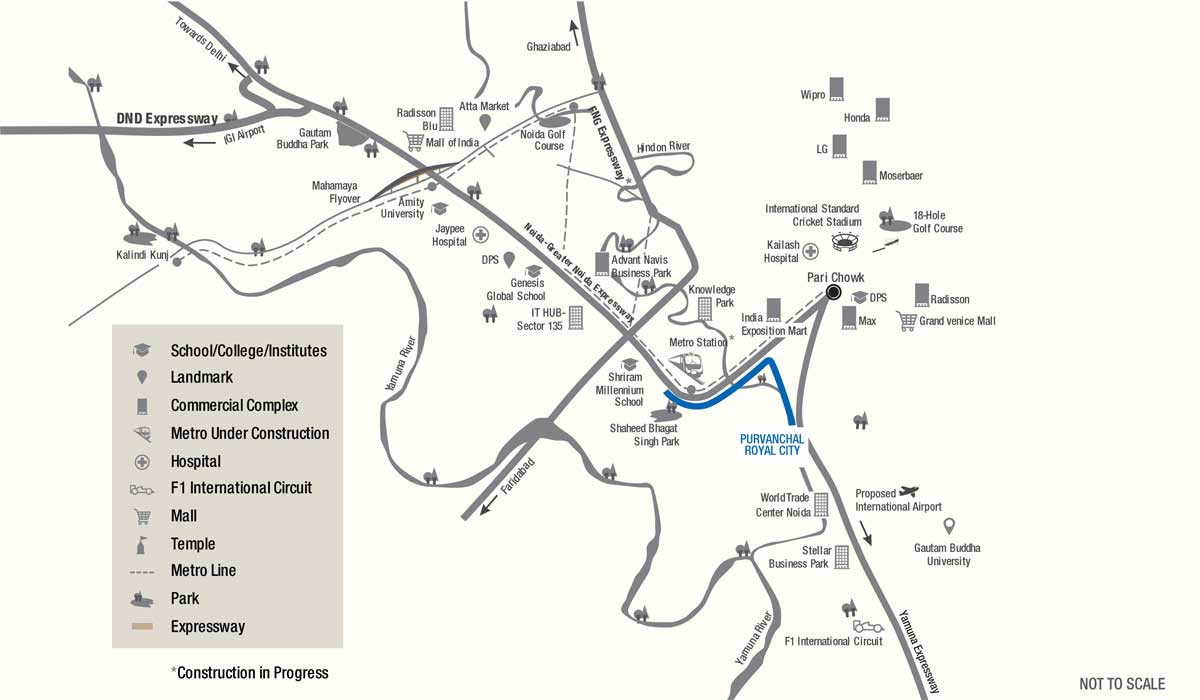 Towards Delhi
Ghaziabad
DND Expressway
IGI Airport
Gautam
Buddha Park
Radisson
Blu
Atta Market
Mall of India
Noida Golf
Course
FNG Expressway*
Hindon River
Wipro
Honda
LG
Moserbaer
Mahamaya
Flyover
Amity
University
Jaypee
Hospital
Noida-Greater Noida Expressway
International Standard
Cricket Stadium
18-Hole
Golf Course
Kailash
Hospital
Kalindi Kunj
DPS
Genesis
Global School
IT HUB-
Sector 135
Advant Navis
Business Park
Knowledge
Park
Pari Chowk
DPS
Radisson
India
Exposition Mart
Max
Grand venice Mall
Metro Station*
Yamuna River
Shriram
Millennium
School
Shaheed Bhagat
Singh Park
PURVANCHAL
ROYAL CITY
Faridabad
World Trade
Center Noida
Proposed
International Airport
Gautam Buddha
University
Stellar
Business Park
Yamuna River
F1 International Circuit
Yamuna Expressway
School/College/Institutes
Landmark
Commercial Complex
Metro Under Construction
Hospital
F1 International Circuit
Mall
Temple
Metro Line
Park
Expressway
*Construction in Progress
NOT TO SCALE